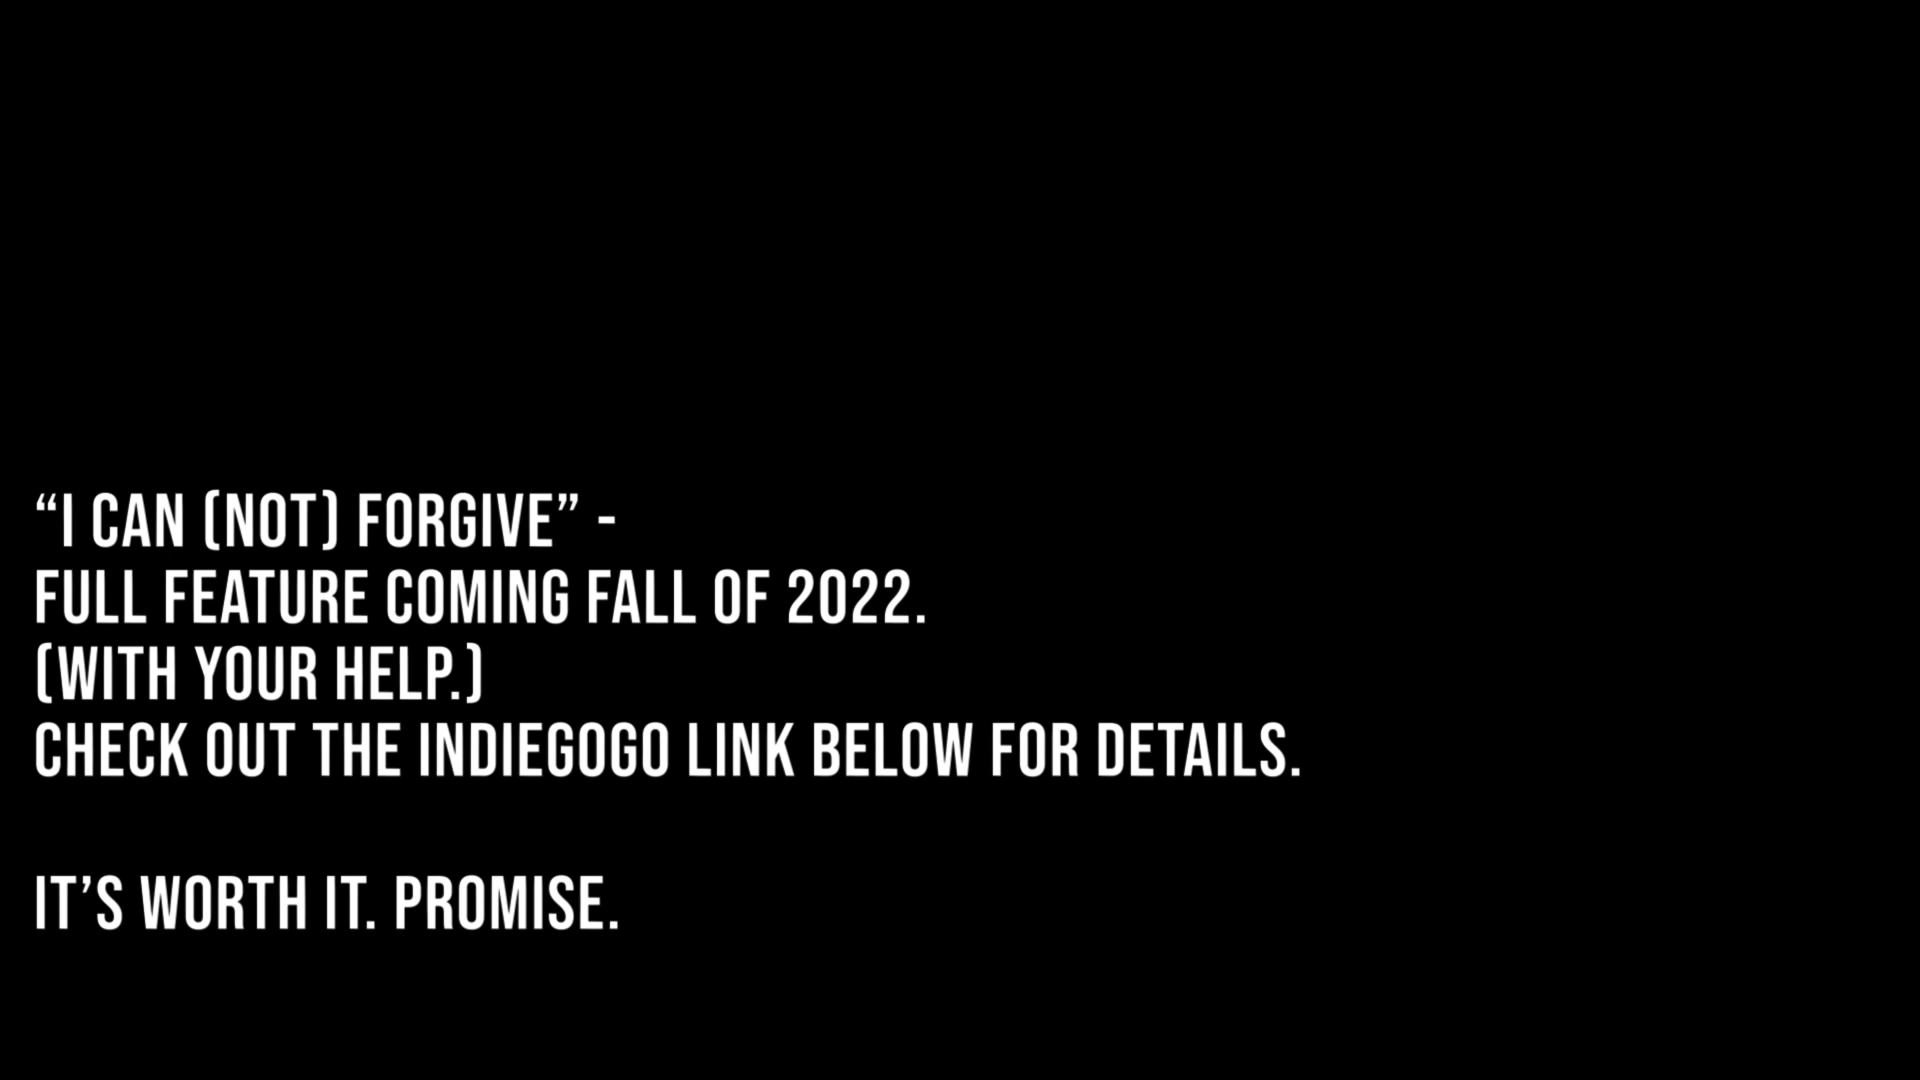 “I CAN (NOT) FORGIVE” -
FULL FEATURE COMING FALL OF 2022.
(WITH YOUR HELP.)
CHECK OUT THE INDIEGOGO LINK BELOW FOR DETAILS.
IT’S WORTH IT. PROMISE.